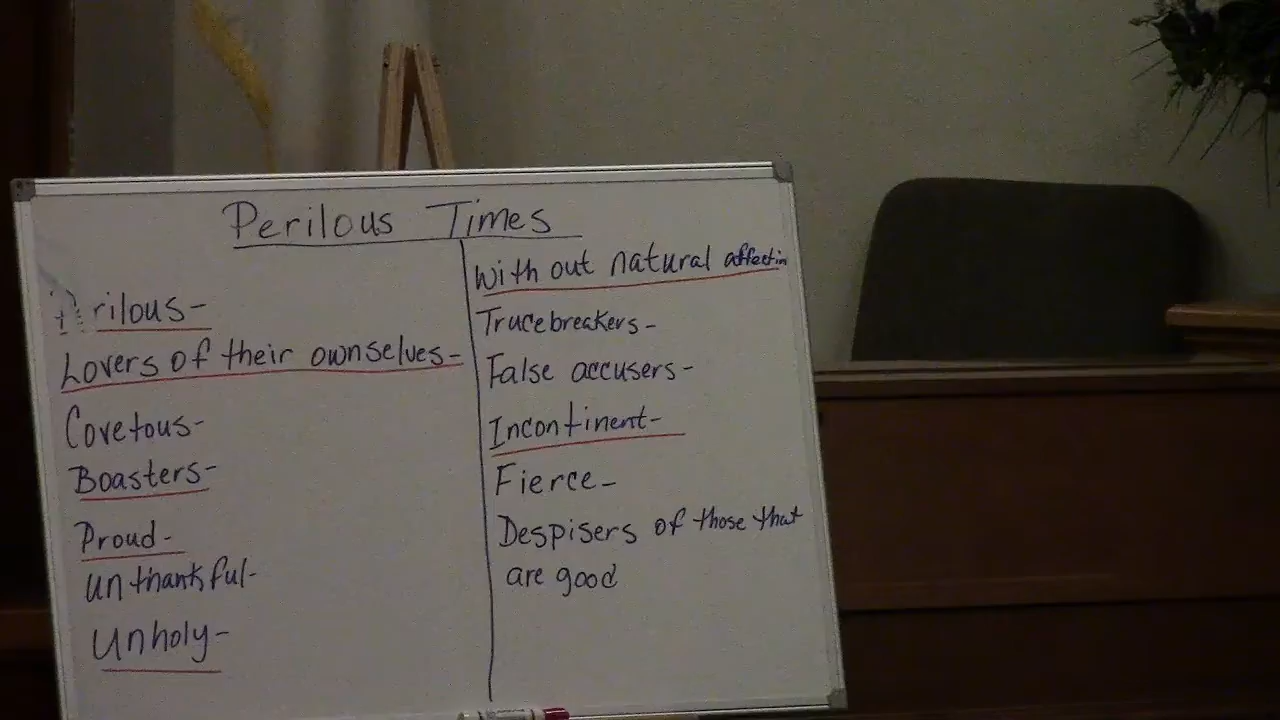 Perilous Times
rilous-
Lovers of their ownselves-
Covetous-
Boasters-
Proud-
unthankful-
unholy-
With out natural affectin
Trucebreakers-
False accusers-
Incontinent-
Fierce-
Despisers of those that
are good